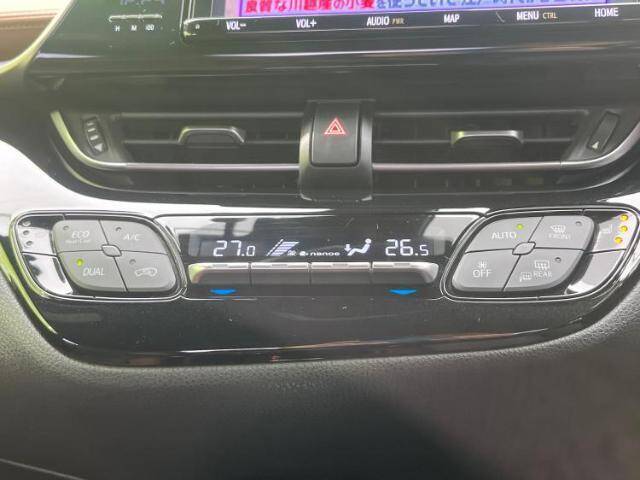 良質な川越産の小麦を使っていて
H M
VOL− VOL+ AUDIO PWR MAP MENU CTRL HOME
ECO A/C
DUAL
27.0 nanoe 26.5
AUTO FRONT
OFF REAR